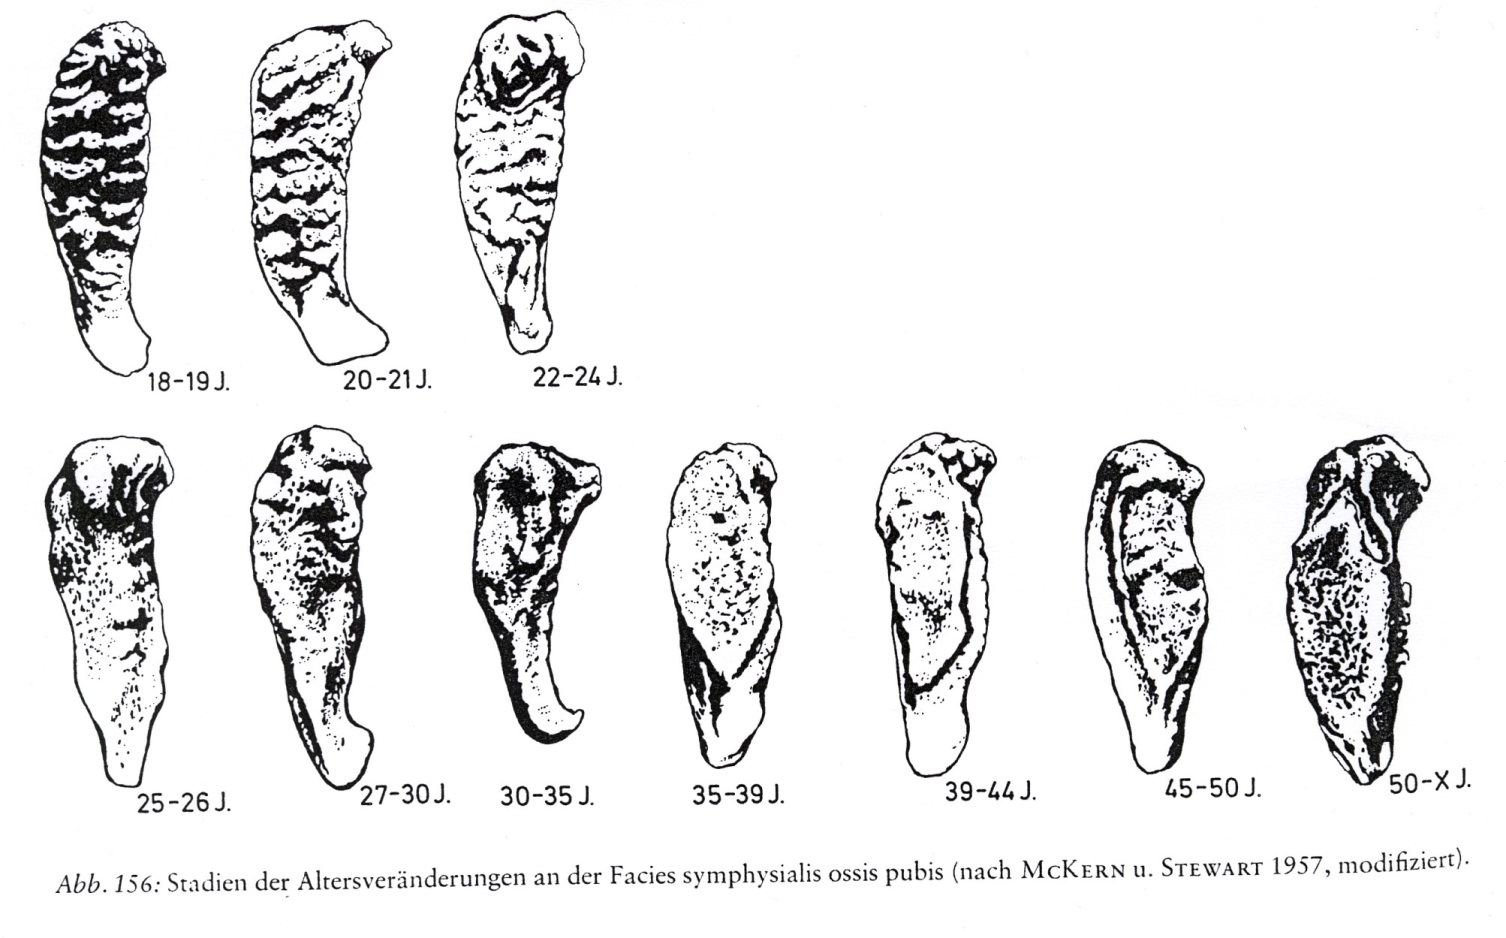 18-19 J.
20-21 J.
22-24 J.
25-26 J.
27-30 J.
30-35 J.
35-39 J.
39-44 J.
45-50 J.
50-X J.
Abb. 156: Stadien der Altersveränderungen an der Facies symphysialis ossis pubis (nach McKern u. Stewart 1957, modifiziert).